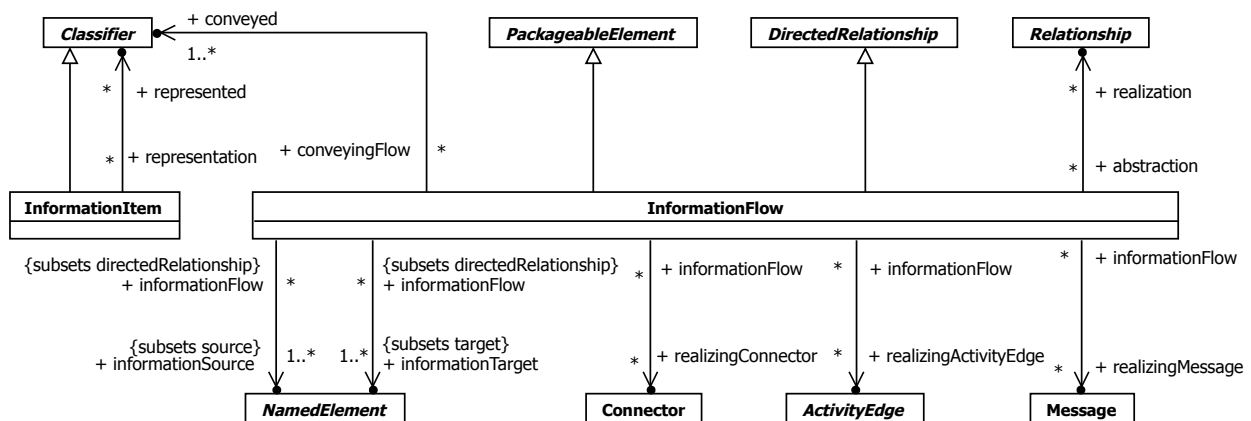 + conveyed
Classifier
PackageableElement
DirectedRelationship
Relationship
1..*
* + represented
* + realization
* + representation
+ conveyingFlow *
* + abstraction
InformationItem
InformationFlow
{subsets directedRelationship}
+ informationFlow *
{subsets directedRelationship}
* + informationFlow
* + informationFlow
* + informationFlow
* + informationFlow
{subsets source}
+ informationSource 1..*
{subsets target}
1..* + informationTarget
* + realizingConnector
* + realizingActivityEdge
* + realizingMessage
NamedElement
Connector
ActivityEdge
Message